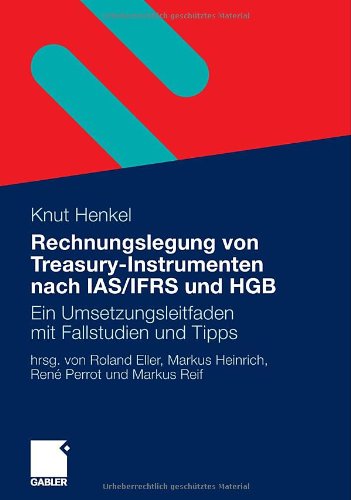 Urheberrechtlich geschütztes Material
Knut Henkel
Rechnungslegung von
Treasury-Instrumenten
nach IAS/IFRS und HGB
Ein Umsetzungsleitfaden
mit Fallstudien und Tipps
hrsg. von Roland Eller, Markus Heinrich,
René Perrot und Markus Reif
GABLER
Urheberrechtlich geschütztes Material